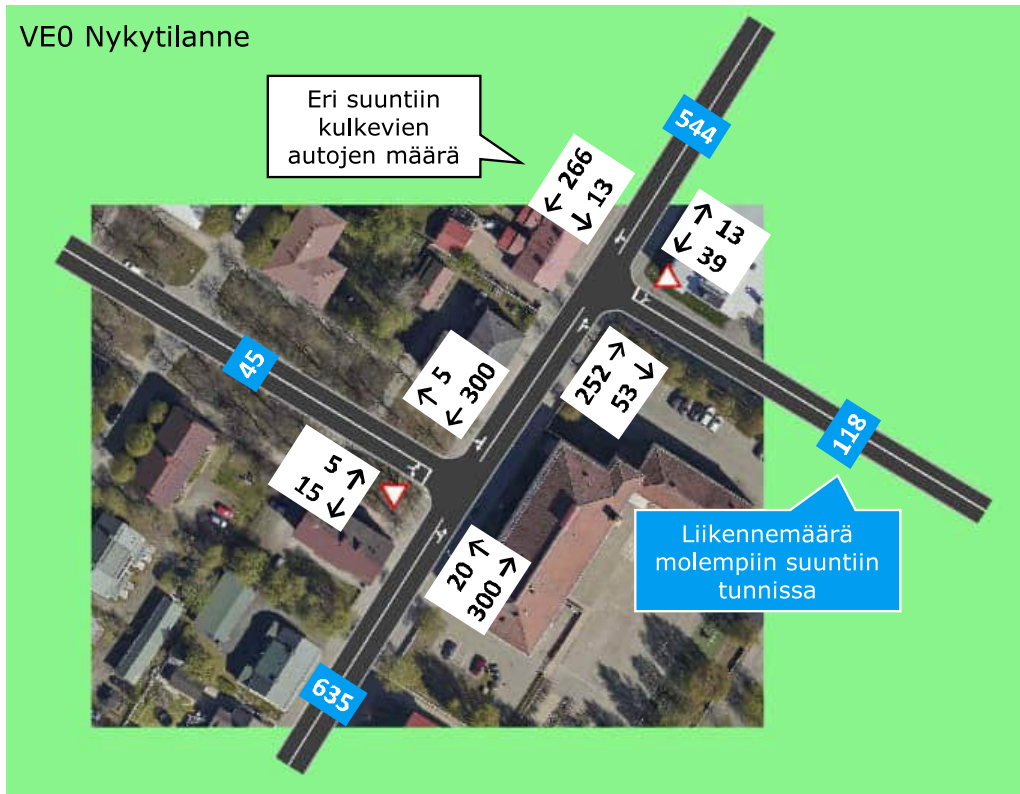 VE0 Nykytilanne
Eri suuntiin
kulkevien
autojen määrä
544
← 266
↓ 13
↑ 13
↓ 39
45
↑ 5
← 300
252 →
53 ↓
118
5 ↑
15 ↓
20 ↑
300 →
Liikennemäärä
molempiin suuntiin
tunnissa
635